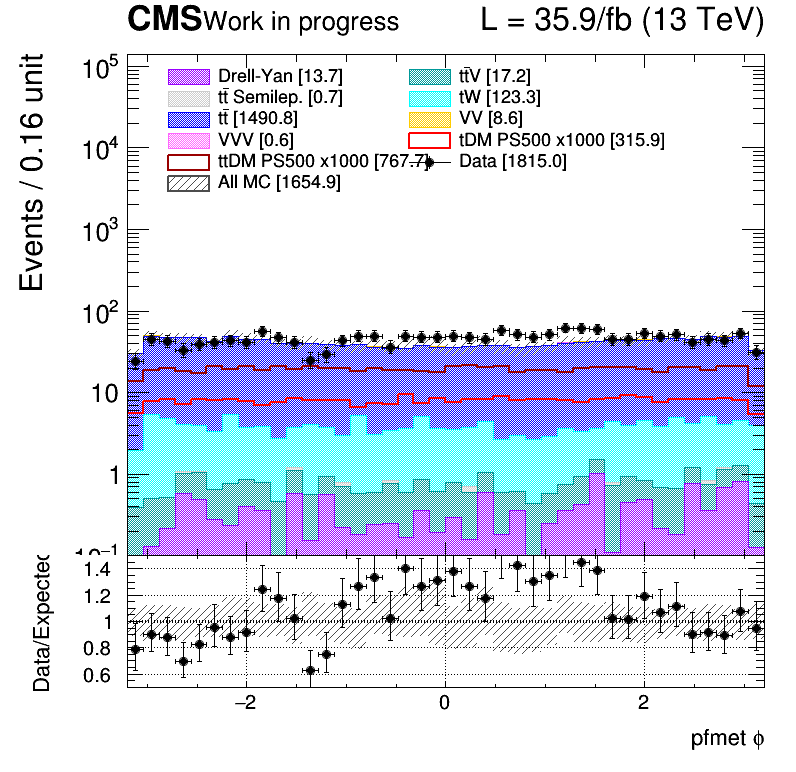 CMS Work in progress L = 35.9/fb (13 TeV)
Events / 0.16 unit
10⁵
10⁴
10³
10²
10
1
10⁻¹
Drell-Yan [13.7]
tt̄V [17.2]
tt̄ Semilep. [0.7]
tW [123.3]
tt̄ [1490.8]
VV [8.6]
VVV [0.6]
tDM PS500 x1000 [315.9]
ttDM PS500 x1000 [767.7]
Data [1815.0]
All MC [1654.9]
Data/Expected
1.4
1.2
1
0.8
0.6
−2 0 2
pfmet ϕ